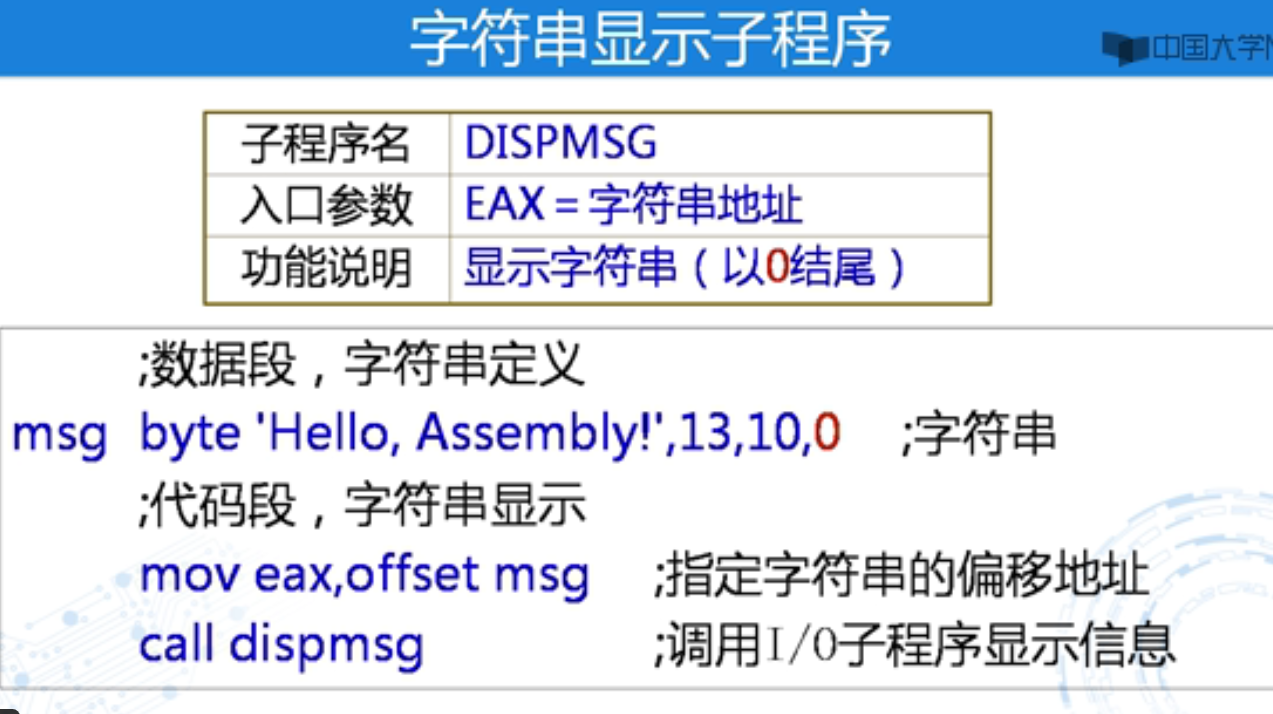 字符串显示子程序
中国大学
子程序名 DISPMSG
入口参数 EAX = 字符串地址
功能说明 显示字符串（以0结尾）
;数据段，字符串定义
msg byte 'Hello, Assembly!',13,10,0 ;字符串
;代码段，字符串显示
mov eax,offset msg ;指定字符串的偏移地址
call dispmsg ;调用I/O子程序显示信息